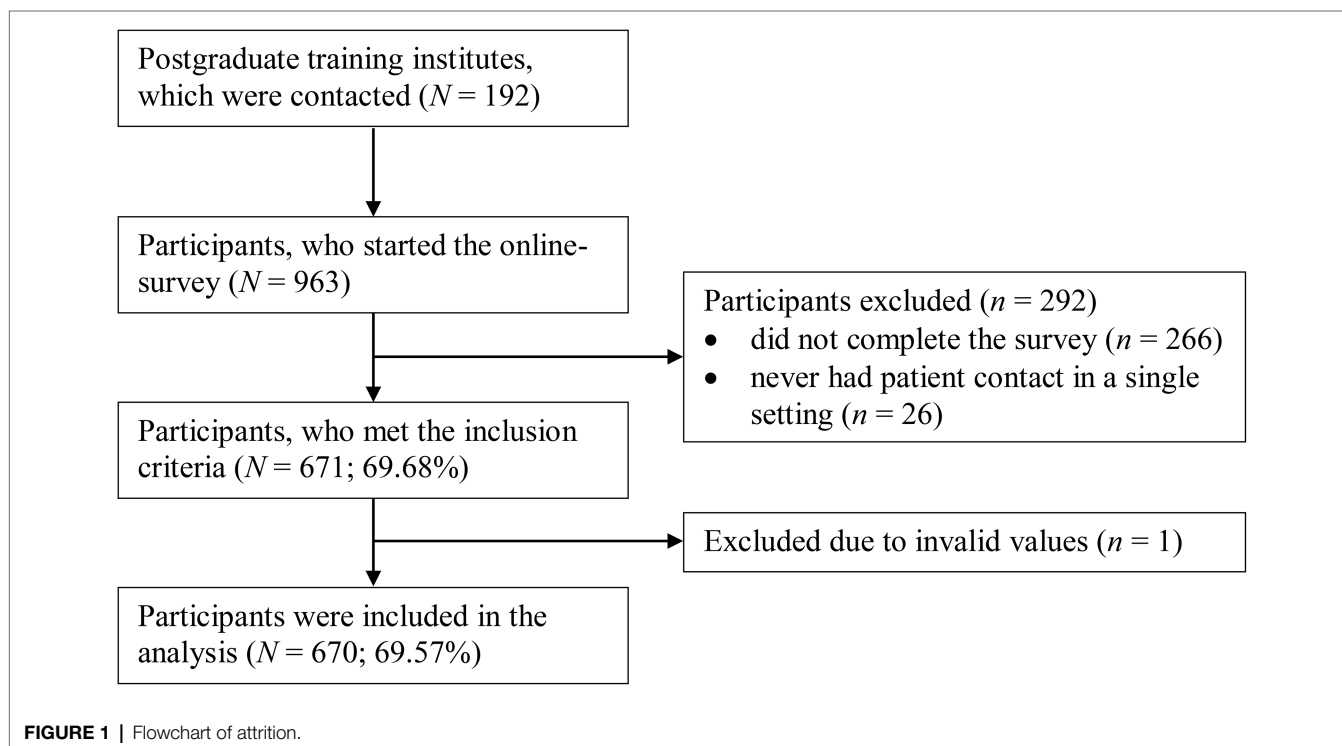 Postgraduate training institutes,
which were contacted (N = 192)
Participants, who started the online-
survey (N = 963)
Participants excluded (n = 292)
• did not complete the survey (n = 266)
• never had patient contact in a single
setting (n = 26)
Participants, who met the inclusion
criteria (N = 671; 69.68%)
Excluded due to invalid values (n = 1)
Participants were included in the
analysis (N = 670; 69.57%)
FIGURE 1 | Flowchart of attrition.